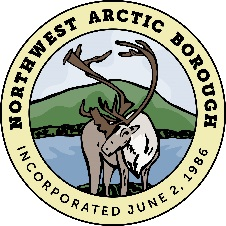 NORTHWEST ARCTIC BOROUGH
INCORPORATED JUNE 2, 1986